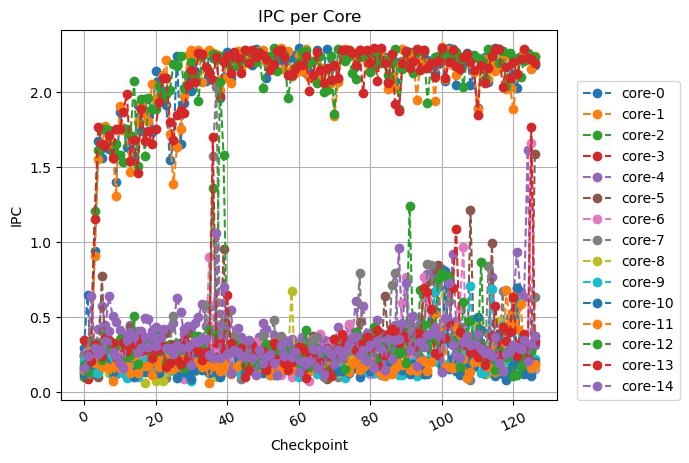 IPC per Core
IPC
2.0
1.5
1.0
0.5
0.0
0
20
40
60
80
100
120
Checkpoint
core-0
core-1
core-2
core-3
core-4
core-5
core-6
core-7
core-8
core-9
core-10
core-11
core-12
core-13
core-14